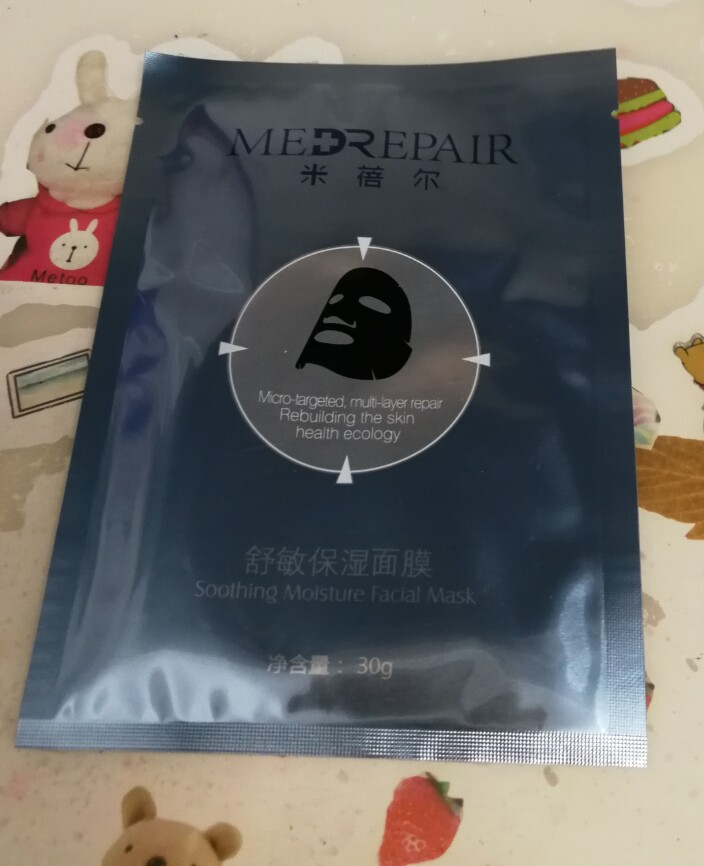 MEDREPAIR
米蓓尔
Metoo
Micro-targeted, multi-layer repair
Rebuilding the skin
health ecology
舒敏保湿面膜
Soothing Moisture Facial Mask
净含量： 30g